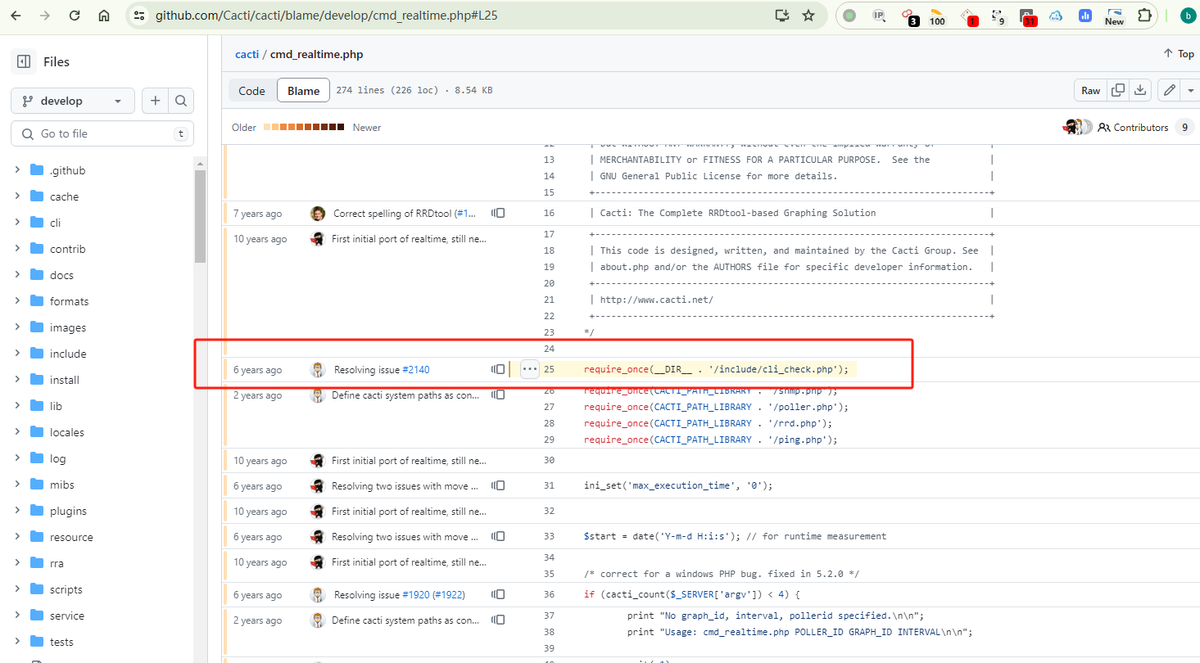 github.com/Cacti/cacti/blame/develop/cmd_realtime.php#L25
IP
3
100
1
9
31
New
b
Files
develop
Go to file
t
.github
cache
cli
contrib
docs
formats
images
include
install
lib
locales
log
mibs
plugins
resource
rra
scripts
service
tests
cacti / cmd_realtime.php
Top
Code
Blame
274 lines (226 loc) · 8.54 KB
Raw
Older
Newer
Contributors 9
13 | MERCHANTABILITY or FITNESS FOR A PARTICULAR PURPOSE.  See the |
14 | GNU General Public License for more details. |
15 +-------------------------------------------------------------------------+
7 years ago Correct spelling of RRDtool (#1... 16 | Cacti: The Complete RRDtool-based Graphing Solution |
10 years ago First initial port of realtime, still ne... 17 +-------------------------------------------------------------------------+
18 | This code is designed, written, and maintained by the Cacti Group. See |
19 | about.php and/or the AUTHORS file for specific developer information. |
20 +-------------------------------------------------------------------------+
21 | http://www.cacti.net/ |
22 +-------------------------------------------------------------------------+
23 */
24
6 years ago Resolving issue #2140 ... 25 require_once(__DIR__ . '/include/cli_check.php');
2 years ago Define cacti system paths as con... 26 require_once(CACTI_PATH_LIBRARY . '/snmp.php');
27 require_once(CACTI_PATH_LIBRARY . '/poller.php');
28 require_once(CACTI_PATH_LIBRARY . '/rrd.php');
29 require_once(CACTI_PATH_LIBRARY . '/ping.php');
10 years ago First initial port of realtime, still ne... 30
6 years ago Resolving two issues with move ... 31 ini_set('max_execution_time', '0');
10 years ago First initial port of realtime, still ne... 32
6 years ago Resolving two issues with move ... 33 $start = date('Y-m-d H:i:s'); // for runtime measurement
10 years ago First initial port of realtime, still ne... 34
35 /* correct for a windows PHP bug. fixed in 5.2.0 */
6 years ago Resolving issue #1920 (#1922) 36 if (cacti_count($_SERVER['argv']) < 4) {
2 years ago Define cacti system paths as con... 37 print "No graph_id, interval, pollerid specified.\n\n";
38 print "Usage: cmd_realtime.php POLLER_ID GRAPH_ID INTERVAL\n\n";
39